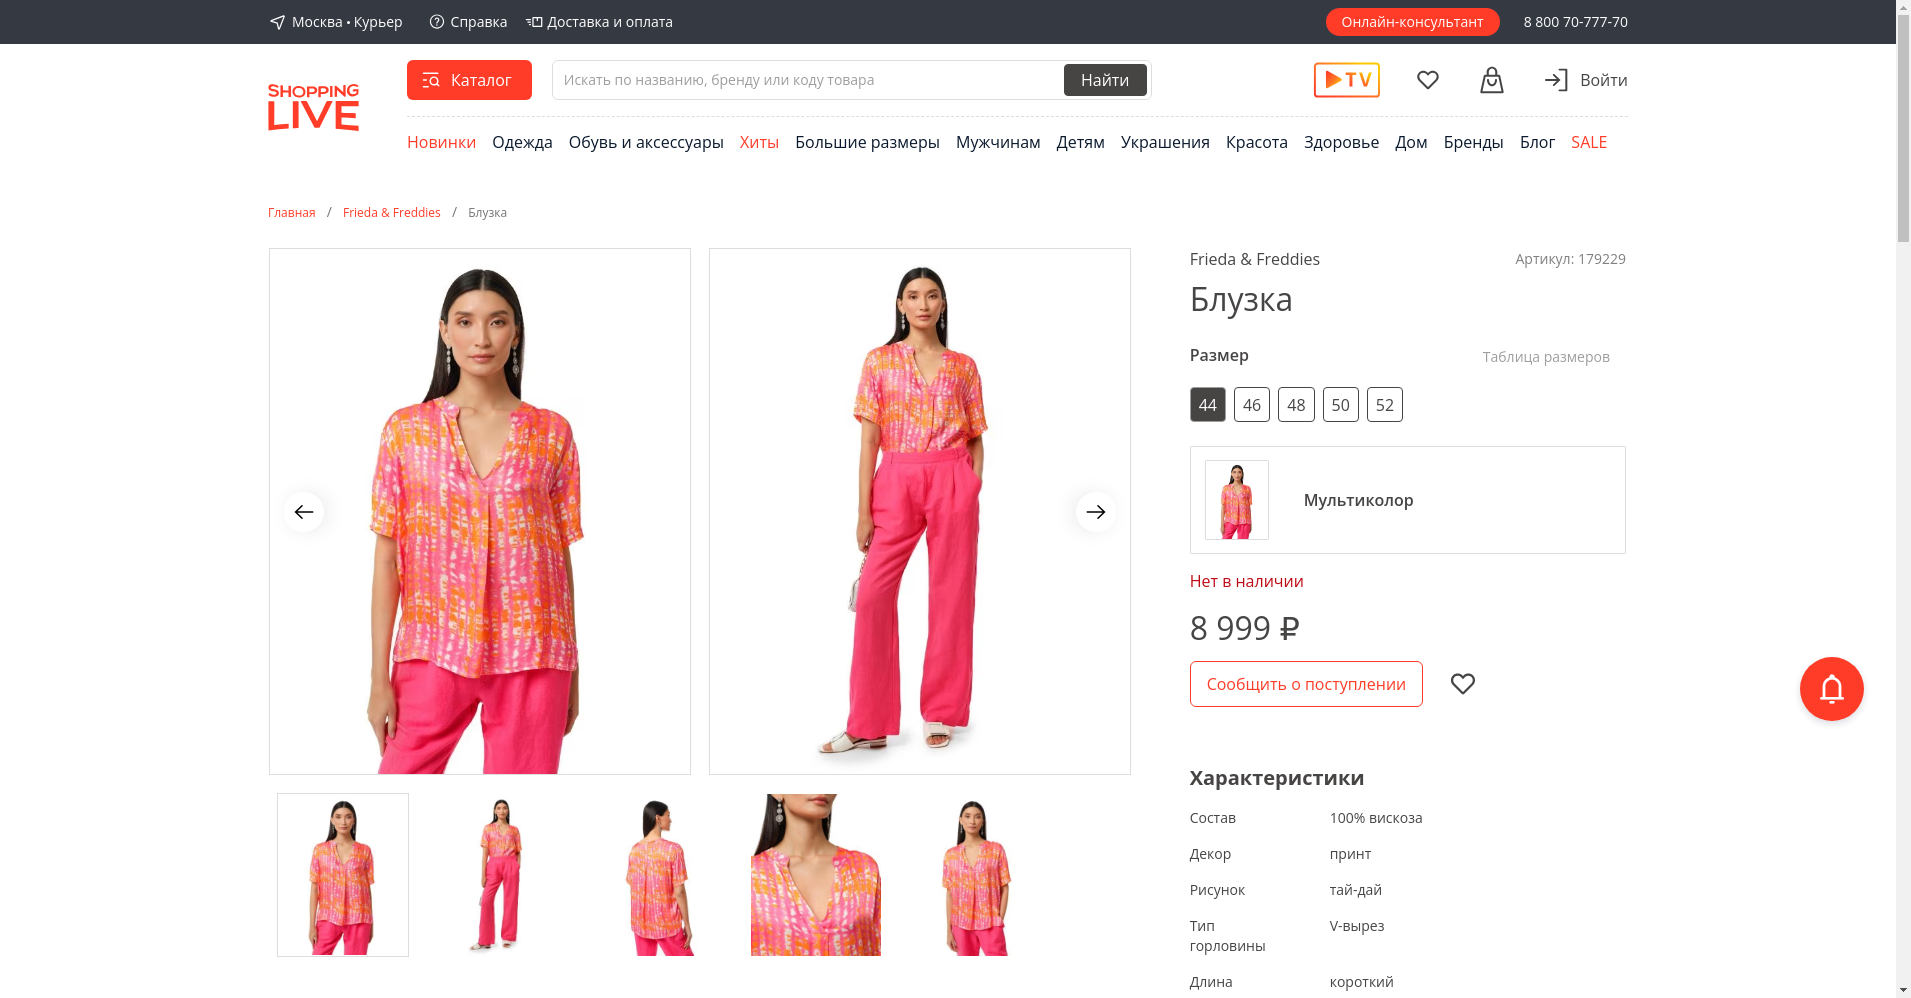 Москва • Курьер
Справка
Доставка и оплата
Онлайн-консультант
8 800 70-777-70
SHOPPING
LIVE
Каталог
Искать по названию, бренду или коду товара
Найти
TV
Войти
Новинки
Одежда
Обувь и аксессуары
Хиты
Большие размеры
Мужчинам
Детям
Украшения
Красота
Здоровье
Дом
Бренды
Блог
SALE
Главная / Frieda & Freddies / Блузка
Frieda & Freddies
Артикул: 179229
Блузка
Размер
Таблица размеров
44
46
48
50
52
Мультиколор
Нет в наличии
8 999 ₽
Сообщить о поступлении
Характеристики
Состав 100% вискоза
Декор принт
Рисунок тай-дай
Тип V-вырез
горловины
Длина короткий